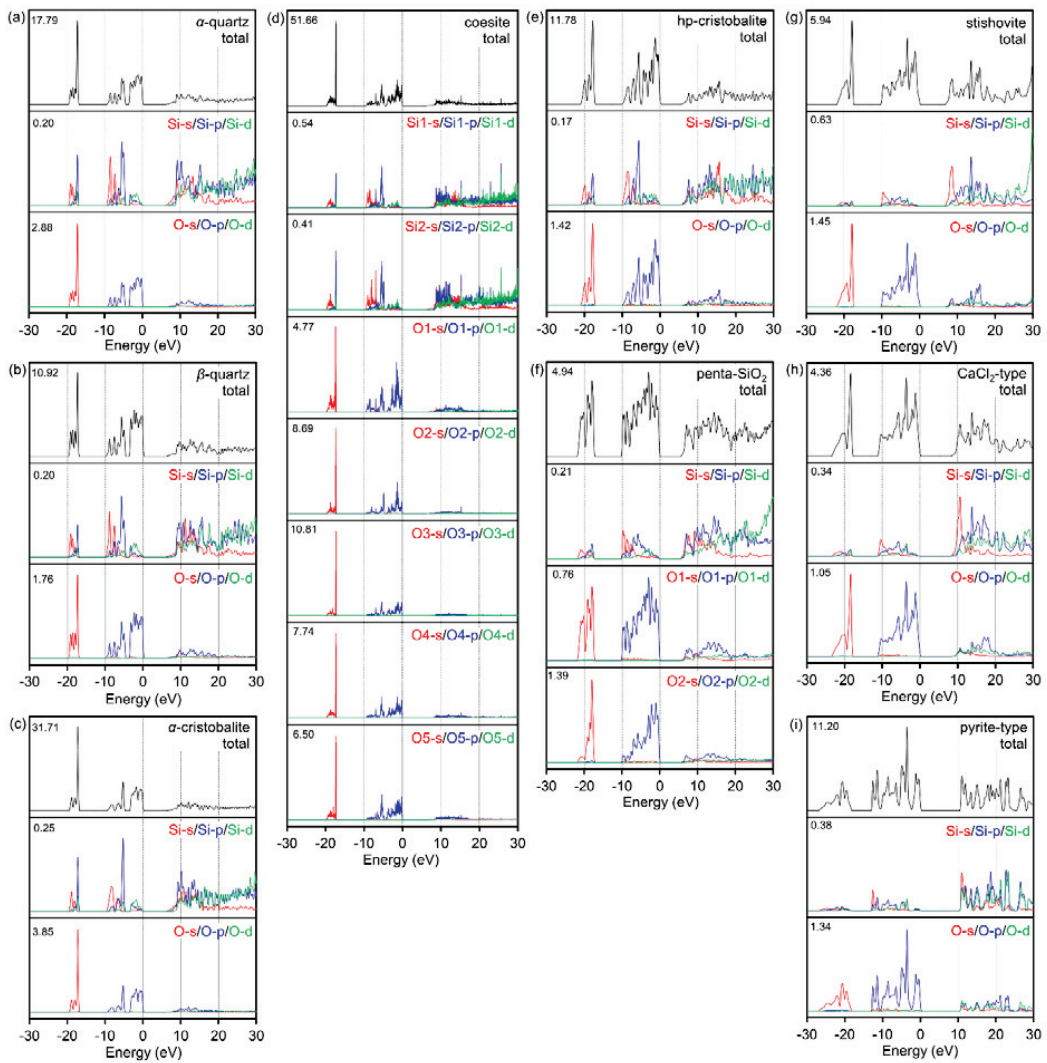 (a)
17.79
α-quartz
total
0.20
Si-s/Si-p/Si-d
2.88
O-s/O-p/O-d
-30 -20 -10 0 10 20 30
Energy (eV)
(b)
10.92
β-quartz
total
0.20
Si-s/Si-p/Si-d
1.76
O-s/O-p/O-d
-30 -20 -10 0 10 20 30
Energy (eV)
(c)
31.71
α-cristobalite
total
0.25
Si-s/Si-p/Si-d
3.85
O-s/O-p/O-d
-30 -20 -10 0 10 20 30
Energy (eV)
(d)
51.66
coesite
total
0.54
Si1-s/Si1-p/Si1-d
0.41
Si2-s/Si2-p/Si2-d
4.77
O1-s/O1-p/O1-d
8.69
O2-s/O2-p/O2-d
10.81
O3-s/O3-p/O3-d
7.74
O4-s/O4-p/O4-d
6.50
O5-s/O5-p/O5-d
-30 -20 -10 0 10 20 30
Energy (eV)
(e)
11.78
hp-cristobalite
total
0.17
Si-s/Si-p/Si-d
1.42
O-s/O-p/O-d
-30 -20 -10 0 10 20 30
Energy (eV)
(f)
4.94
penta-SiO₂
total
0.21
Si-s/Si-p/Si-d
0.76
O1-s/O1-p/O1-d
1.39
O2-s/O2-p/O2-d
-30 -20 -10 0 10 20 30
Energy (eV)
(g)
5.94
stishovite
total
0.63
Si-s/Si-p/Si-d
1.45
O-s/O-p/O-d
-30 -20 -10 0 10 20 30
Energy (eV)
(h)
4.36
CaCl₂-type
total
0.34
Si-s/Si-p/Si-d
1.05
O-s/O-p/O-d
-30 -20 -10 0 10 20 30
Energy (eV)
(i)
11.20
pyrite-type
total
0.38
Si-s/Si-p/Si-d
1.34
O-s/O-p/O-d
-30 -20 -10 0 10 20 30
Energy (eV)